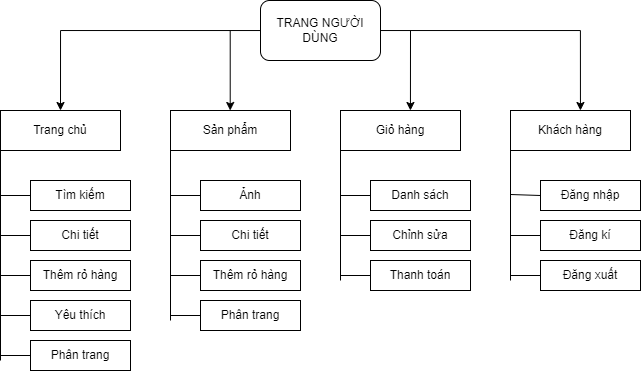 TRANG NGƯỜI
DÙNG
Trang chủ
Sản phẩm
Giỏ hàng
Khách hàng
Tìm kiếm
Chi tiết
Thêm rỏ hàng
Yêu thích
Phân trang
Ảnh
Chi tiết
Thêm rỏ hàng
Phân trang
Danh sách
Chỉnh sửa
Thanh toán
Đăng nhập
Đăng kí
Đăng xuất